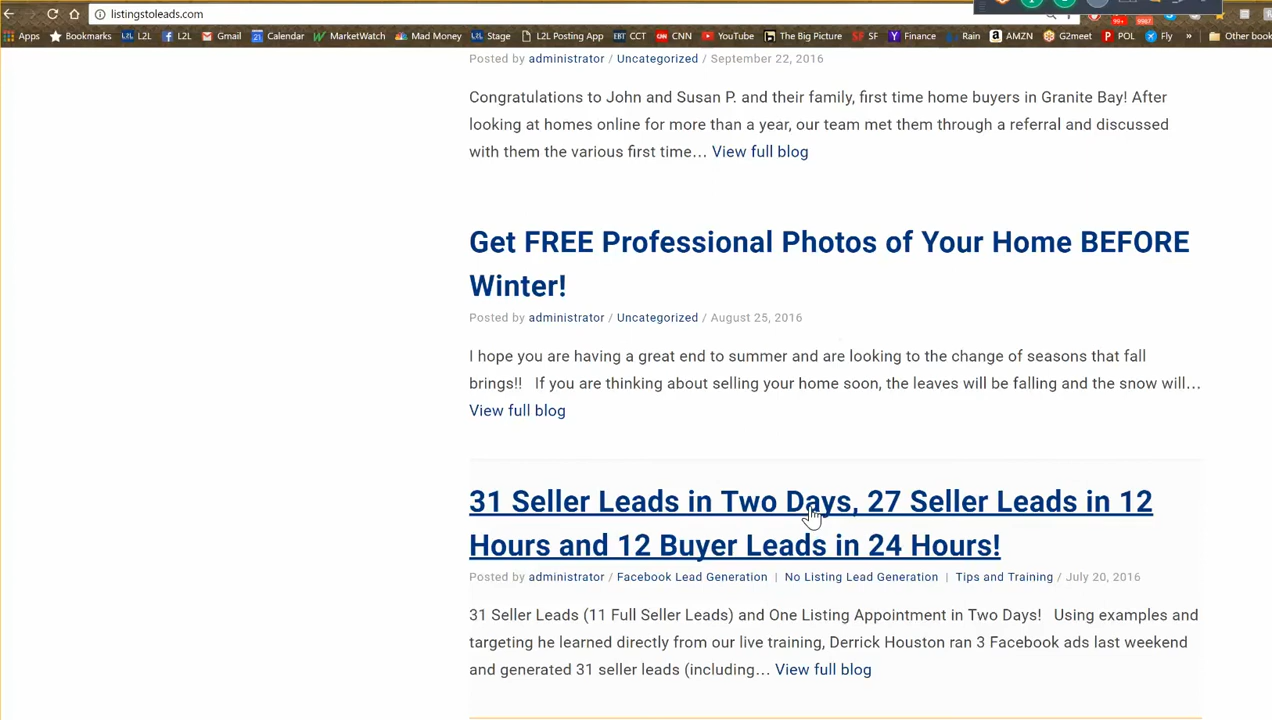 listingstoleads.com
99+ 9987
Apps Bookmarks L2L L2L Gmail Calendar MarketWatch Mad Money Stage L2L Posting App EBT CCT CNN YouTube The Big Picture SF SF Finance Rain AMZN G2meet POL Fly » Other book
Posted by administrator / Uncategorized / September 22, 2016
Congratulations to John and Susan P. and their family, first time home buyers in Granite Bay! After
looking at homes online for more than a year, our team met them through a referral and discussed
with them the various first time… View full blog
Get FREE Professional Photos of Your Home BEFORE
Winter!
Posted by administrator / Uncategorized / August 25, 2016
I hope you are having a great end to summer and are looking to the change of seasons that fall
brings!! If you are thinking about selling your home soon, the leaves will be falling and the snow will…
View full blog
31 Seller Leads in Two Days, 27 Seller Leads in 12
Hours and 12 Buyer Leads in 24 Hours!
Posted by administrator / Facebook Lead Generation | No Listing Lead Generation | Tips and Training / July 20, 2016
31 Seller Leads (11 Full Seller Leads) and One Listing Appointment in Two Days! Using examples and
targeting he learned directly from our live training, Derrick Houston ran 3 Facebook ads last weekend
and generated 31 seller leads (including… View full blog